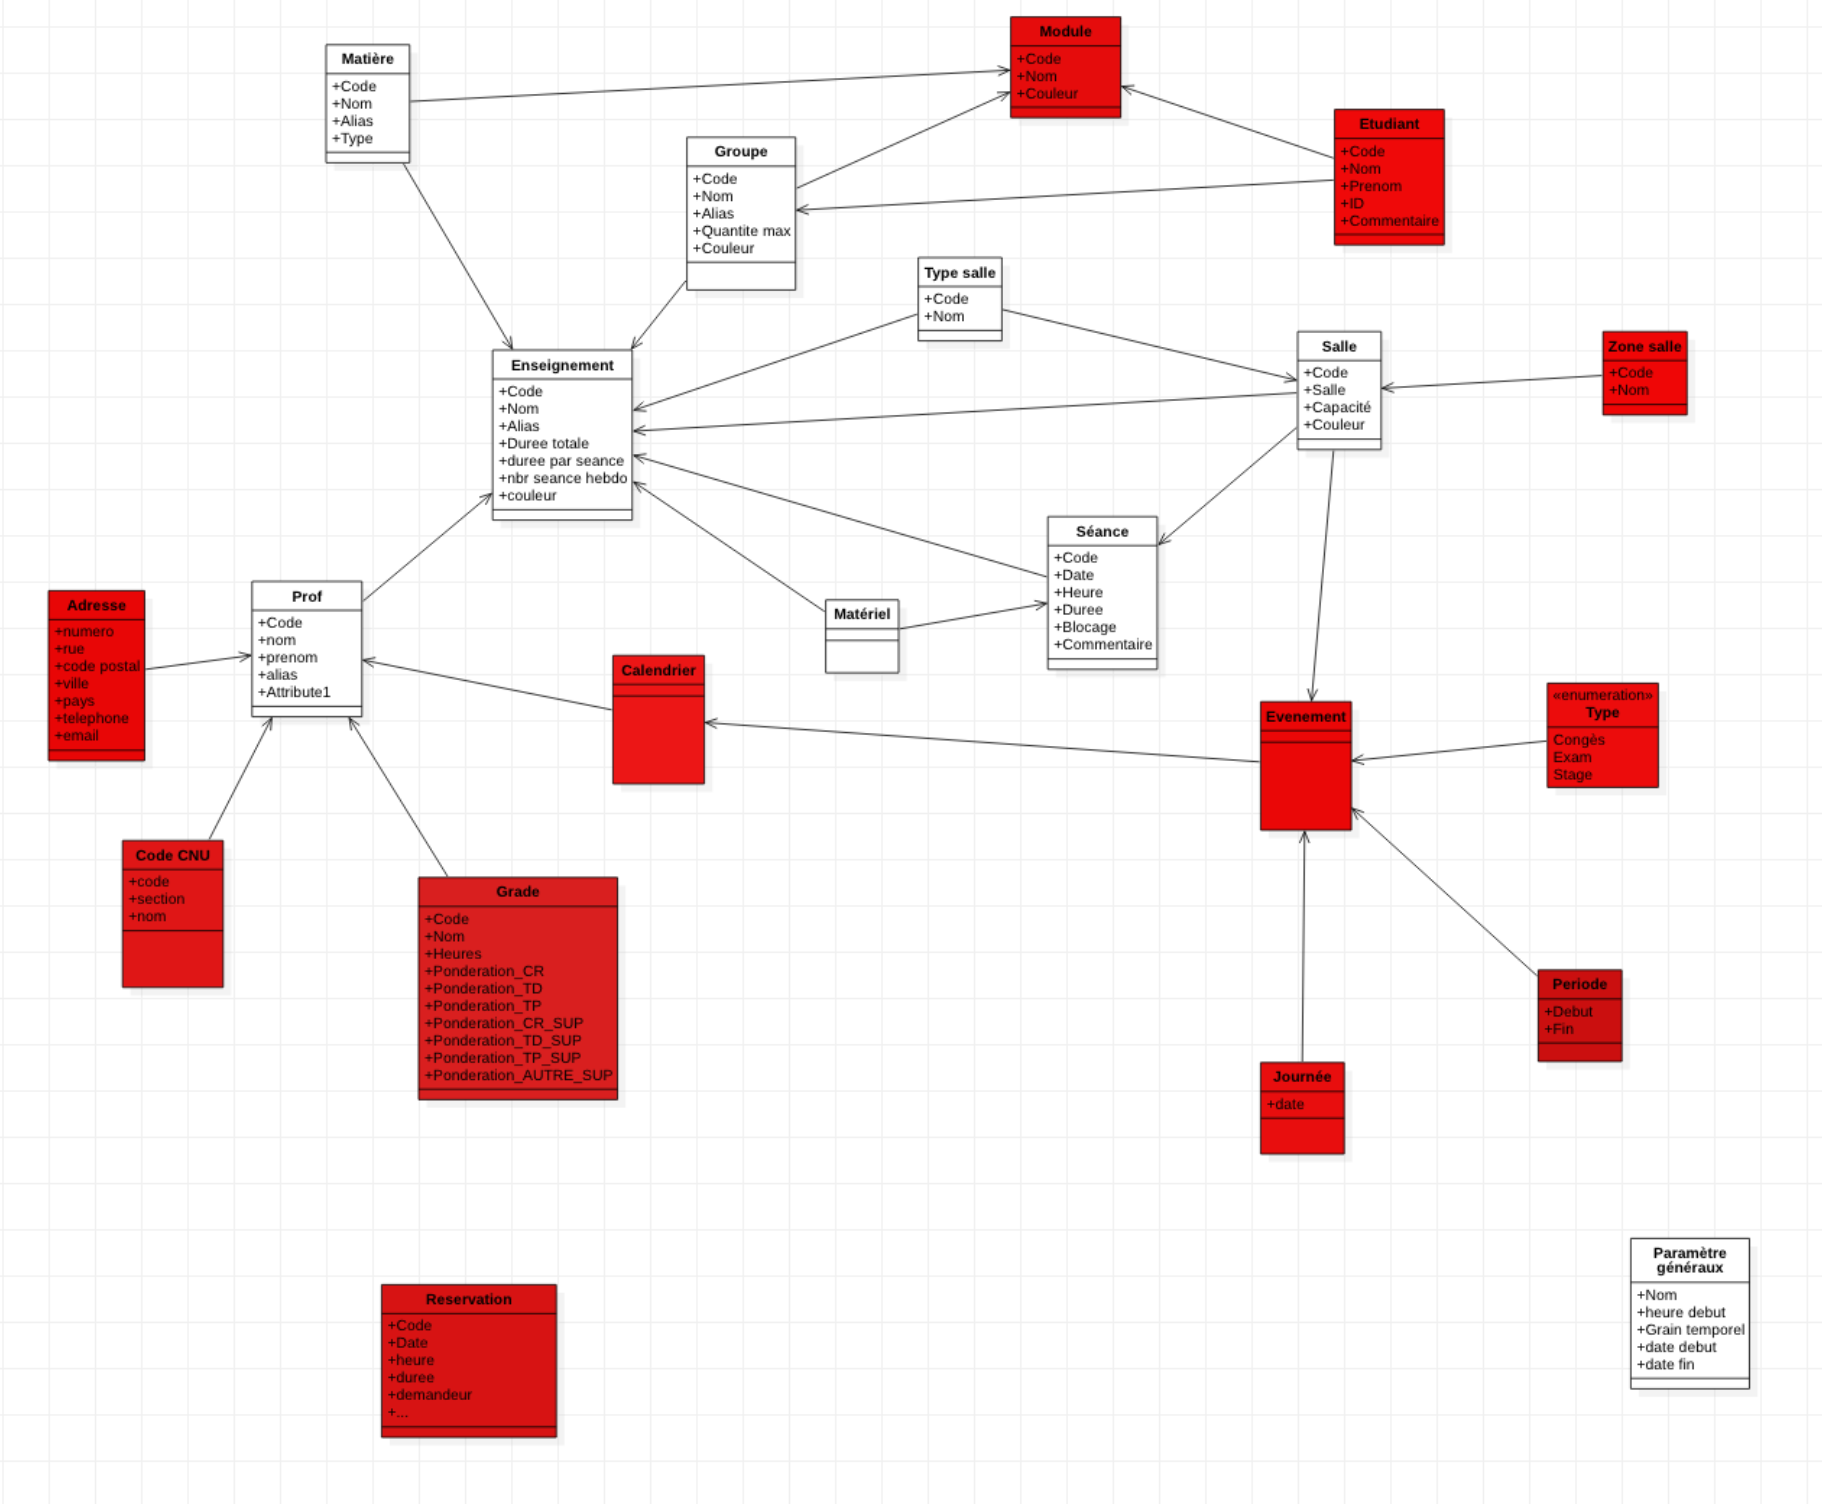 Module
+Code
+Nom
+Couleur
Matière
+Code
+Nom
+Alias
+Type
Etudiant
+Code
+Nom
+Prenom
+ID
+Commentaire
Groupe
+Code
+Nom
+Alias
+Quantite max
+Couleur
Type salle
+Code
+Nom
Salle
+Code
+Salle
+Capacité
+Couleur
Zone salle
+Code
+Nom
Enseignement
+Code
+Nom
+Alias
+Duree totale
+duree par seance
+nbr seance hebdo
+couleur
Séance
+Code
+Date
+Heure
+Duree
+Blocage
+Commentaire
Adresse
+numero
+rue
+code postal
+ville
+pays
+telephone
+email
Prof
+Code
+nom
+prenom
+alias
+Attribute1
Matériel
Calendrier
Evenement
«enumeration»
Type
Congès
Exam
Stage
Code CNU
+code
+section
+nom
Grade
+Code
+Nom
+Heures
+Ponderation_CR
+Ponderation_TD
+Ponderation_TP
+Ponderation_CR_SUP
+Ponderation_TD_SUP
+Ponderation_TP_SUP
+Ponderation_AUTRE_SUP
Periode
+Debut
+Fin
Journée
+date
Paramètre
généraux
+Nom
+heure debut
+Grain temporel
+date debut
+date fin
Reservation
+Code
+Date
+heure
+duree
+demandeur
+...